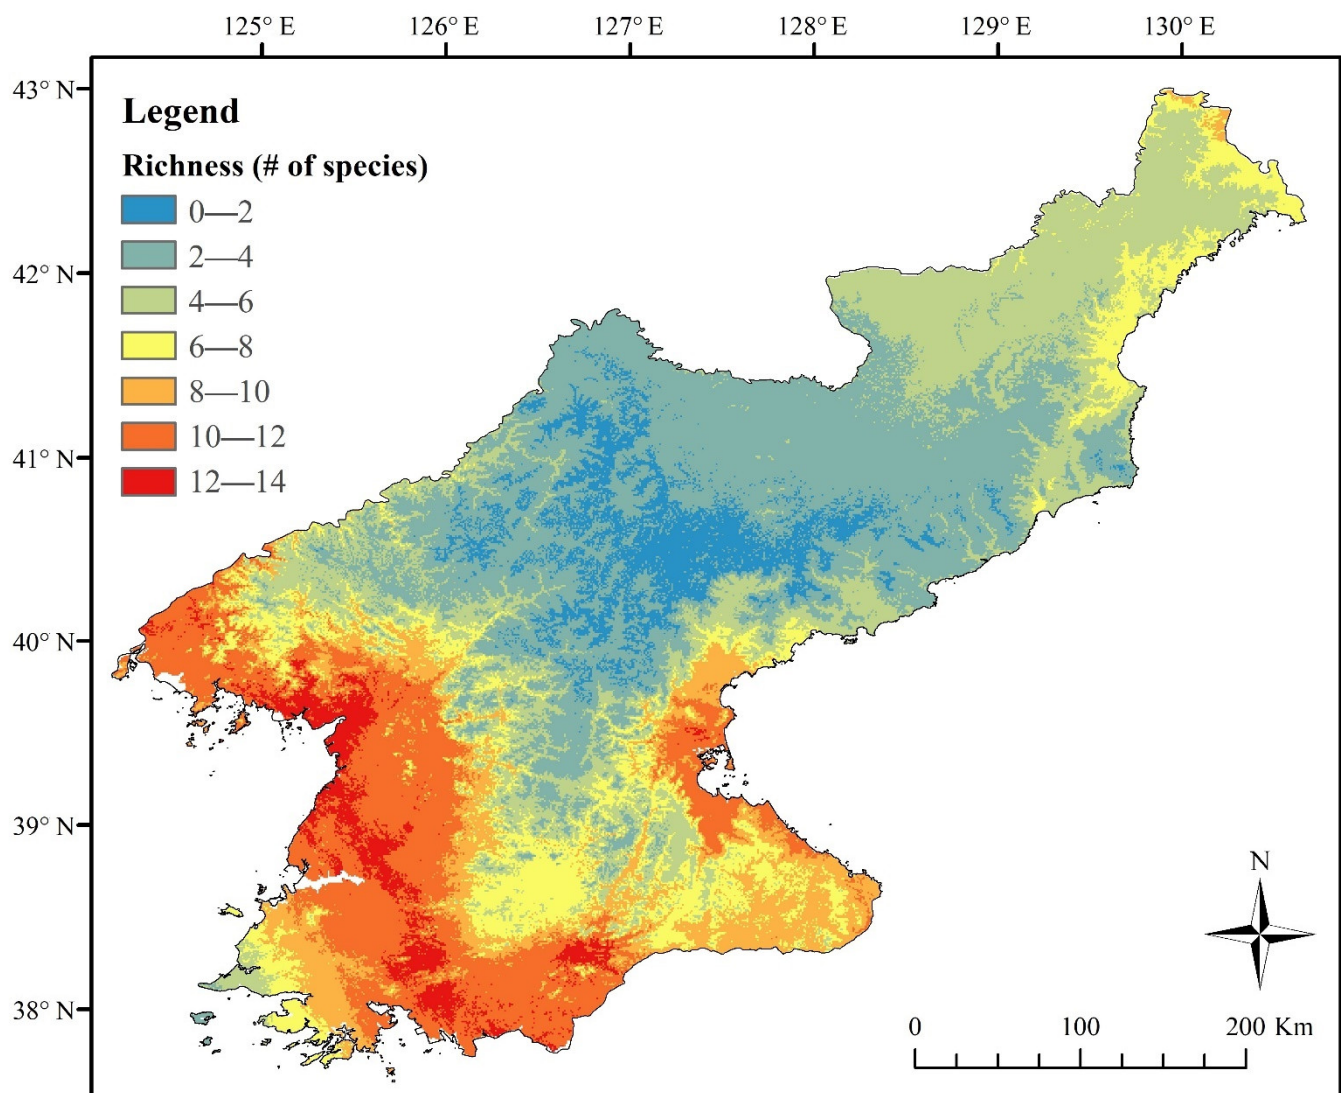 125° E 126° E 127° E 128° E 129° E 130° E
43° N
Legend
Richness (# of species)
0—2
2—4
42° N
4—6
6—8
8—10
10—12
41° N
12—14
40° N
39° N
N
38° N
0 100 200 Km